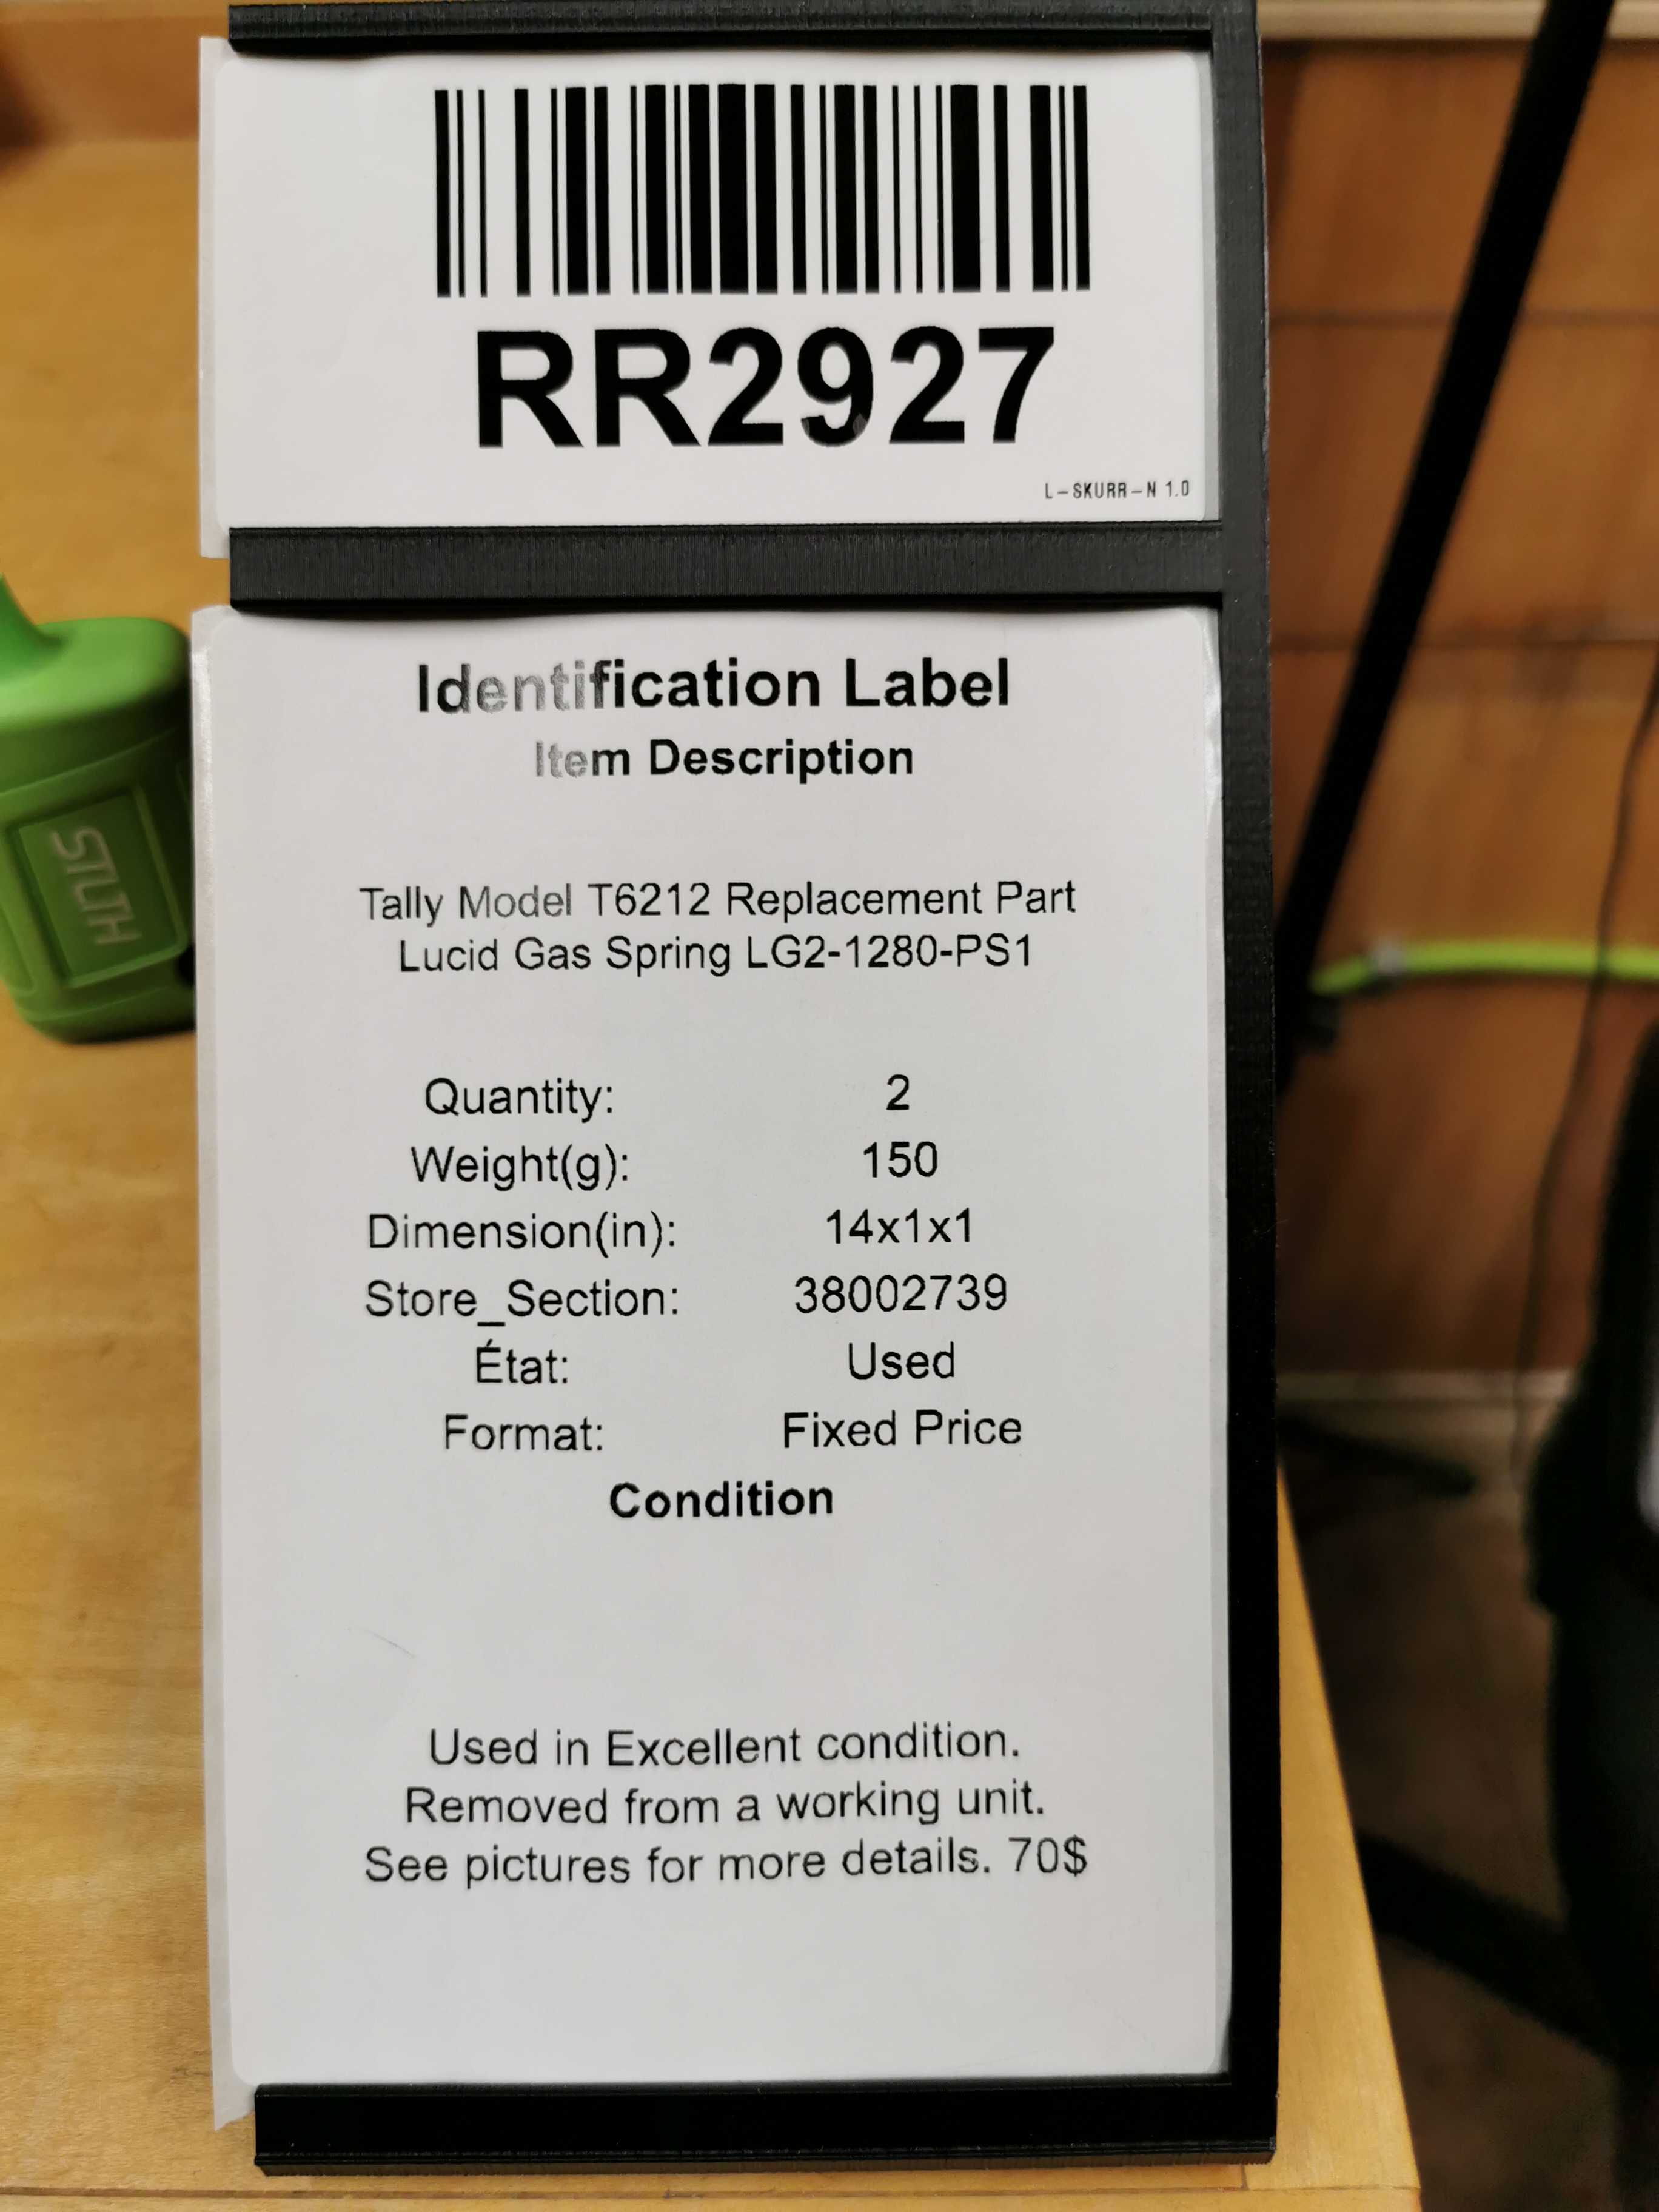 RR2927
L-SKURR-N 1.0
Identification Label
Item Description
Tally Model T6212 Replacement Part
Lucid Gas Spring LG2-1280-PS1
Quantity: 2
Weight(g): 150
Dimension(in): 14x1x1
Store_Section: 38002739
État: Used
Format: Fixed Price
Condition
Used in Excellent condition.
Removed from a working unit.
See pictures for more details. 70$